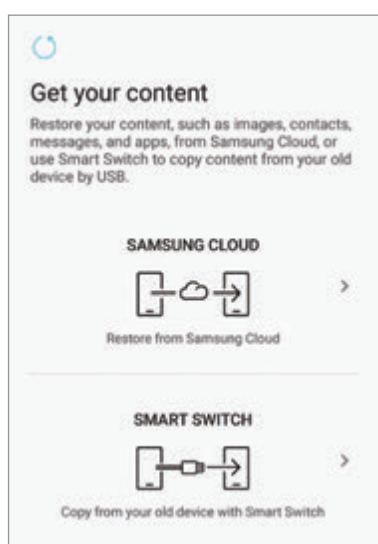 Get your content
Restore your content, such as images, contacts,
messages, and apps, from Samsung Cloud, or
use Smart Switch to copy content from your old
device by USB.
SAMSUNG CLOUD
Restore from Samsung Cloud
SMART SWITCH
Copy from your old device with Smart Switch